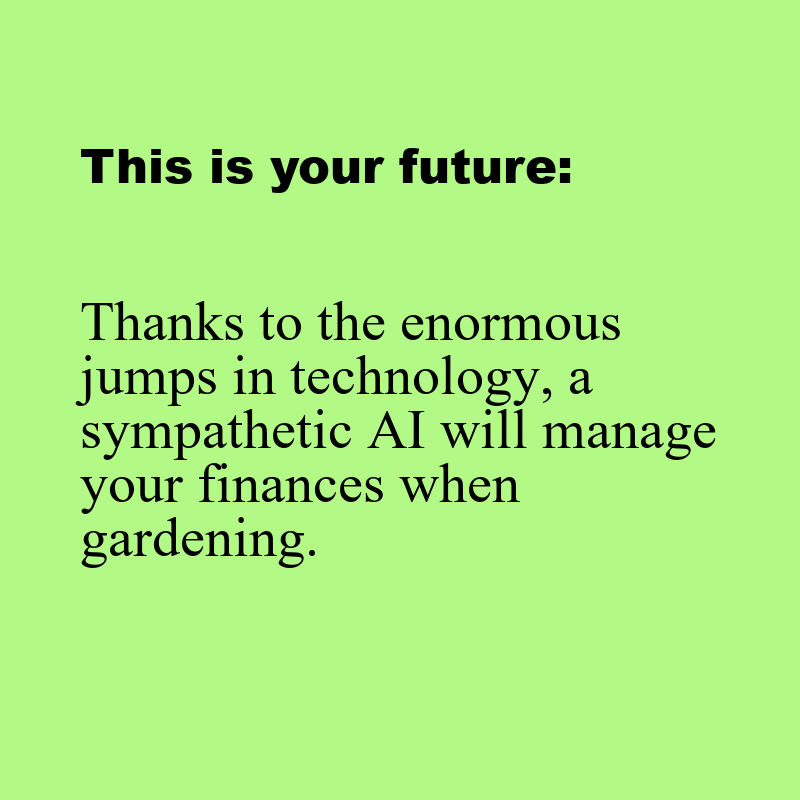 This is your future:
Thanks to the enormous
jumps in technology, a
sympathetic AI will manage
your finances when
gardening.